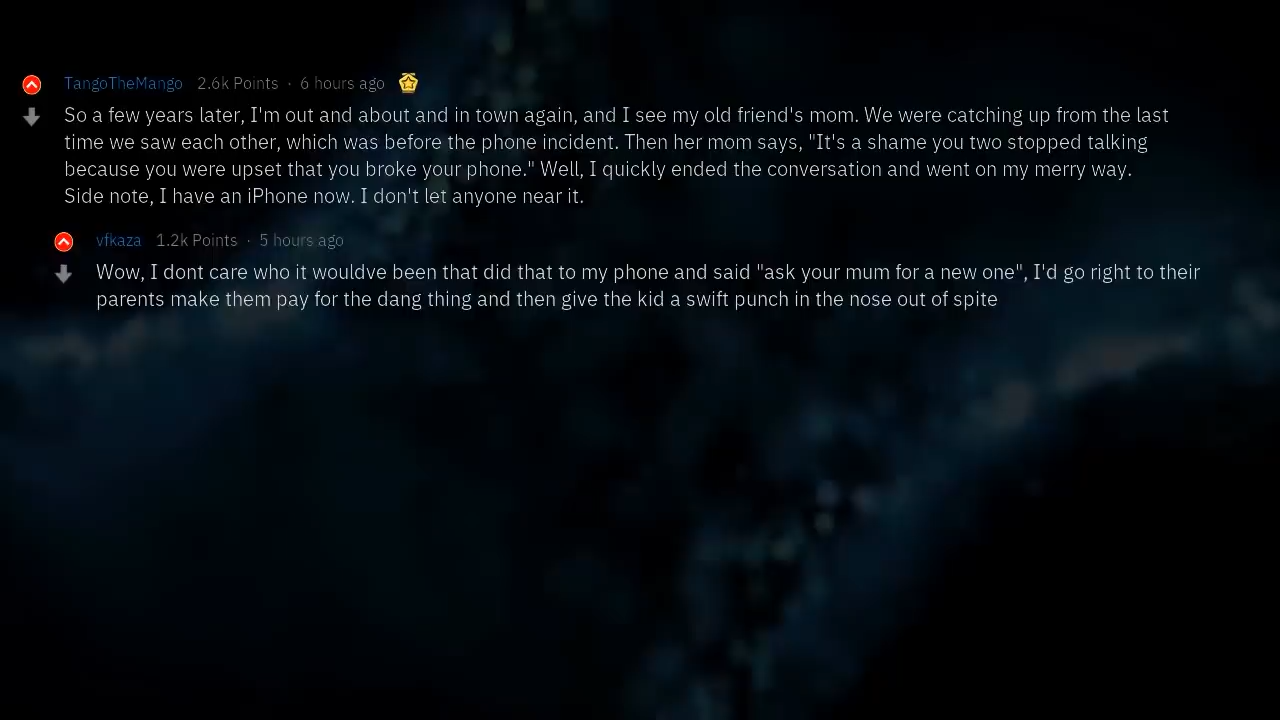 TangoTheMango 2.6k Points · 6 hours ago
So a few years later, I'm out and about and in town again, and I see my old friend's mom. We were catching up from the last
time we saw each other, which was before the phone incident. Then her mom says, "It's a shame you two stopped talking
because you were upset that you broke your phone." Well, I quickly ended the conversation and went on my merry way.
Side note, I have an iPhone now. I don't let anyone near it.
vfkaza 1.2k Points · 5 hours ago
Wow, I dont care who it wouldve been that did that to my phone and said "ask your mum for a new one", I'd go right to their
parents make them pay for the dang thing and then give the kid a swift punch in the nose out of spite